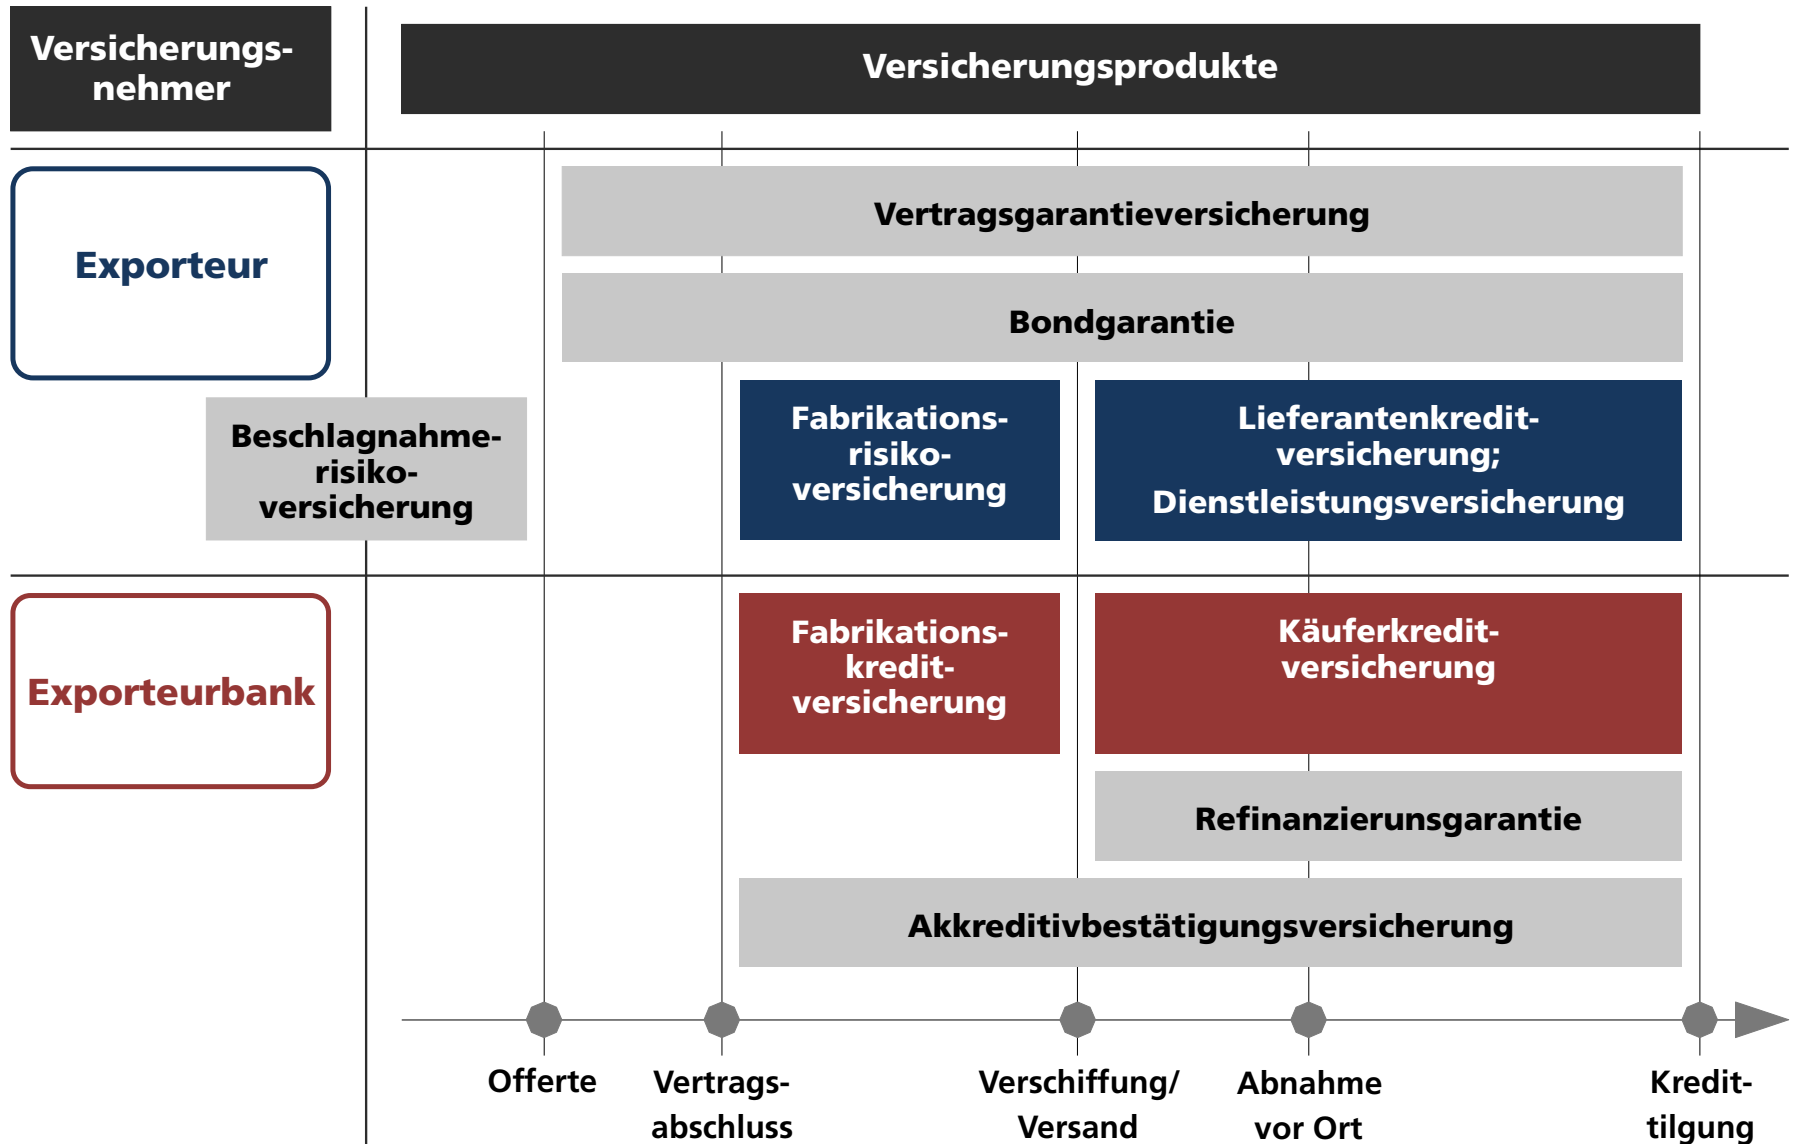 Versicherungs-
nehmer
Versicherungsprodukte
Exporteur
Vertragsgarantieversicherung
Bondgarantie
Beschlagnahme-
risiko-
versicherung
Fabrikations-
risiko-
versicherung
Lieferantenkredit-
versicherung;
Dienstleistungsversicherung
Exporteurbank
Fabrikations-
kredit-
versicherung
Käuferkredit-
versicherung
Refinanzierunsgarantie
Akkreditivbestätigungsversicherung
Offerte
Vertrags-
abschluss
Verschiffung/
Versand
Abnahme
vor Ort
Kredit-
tilgung